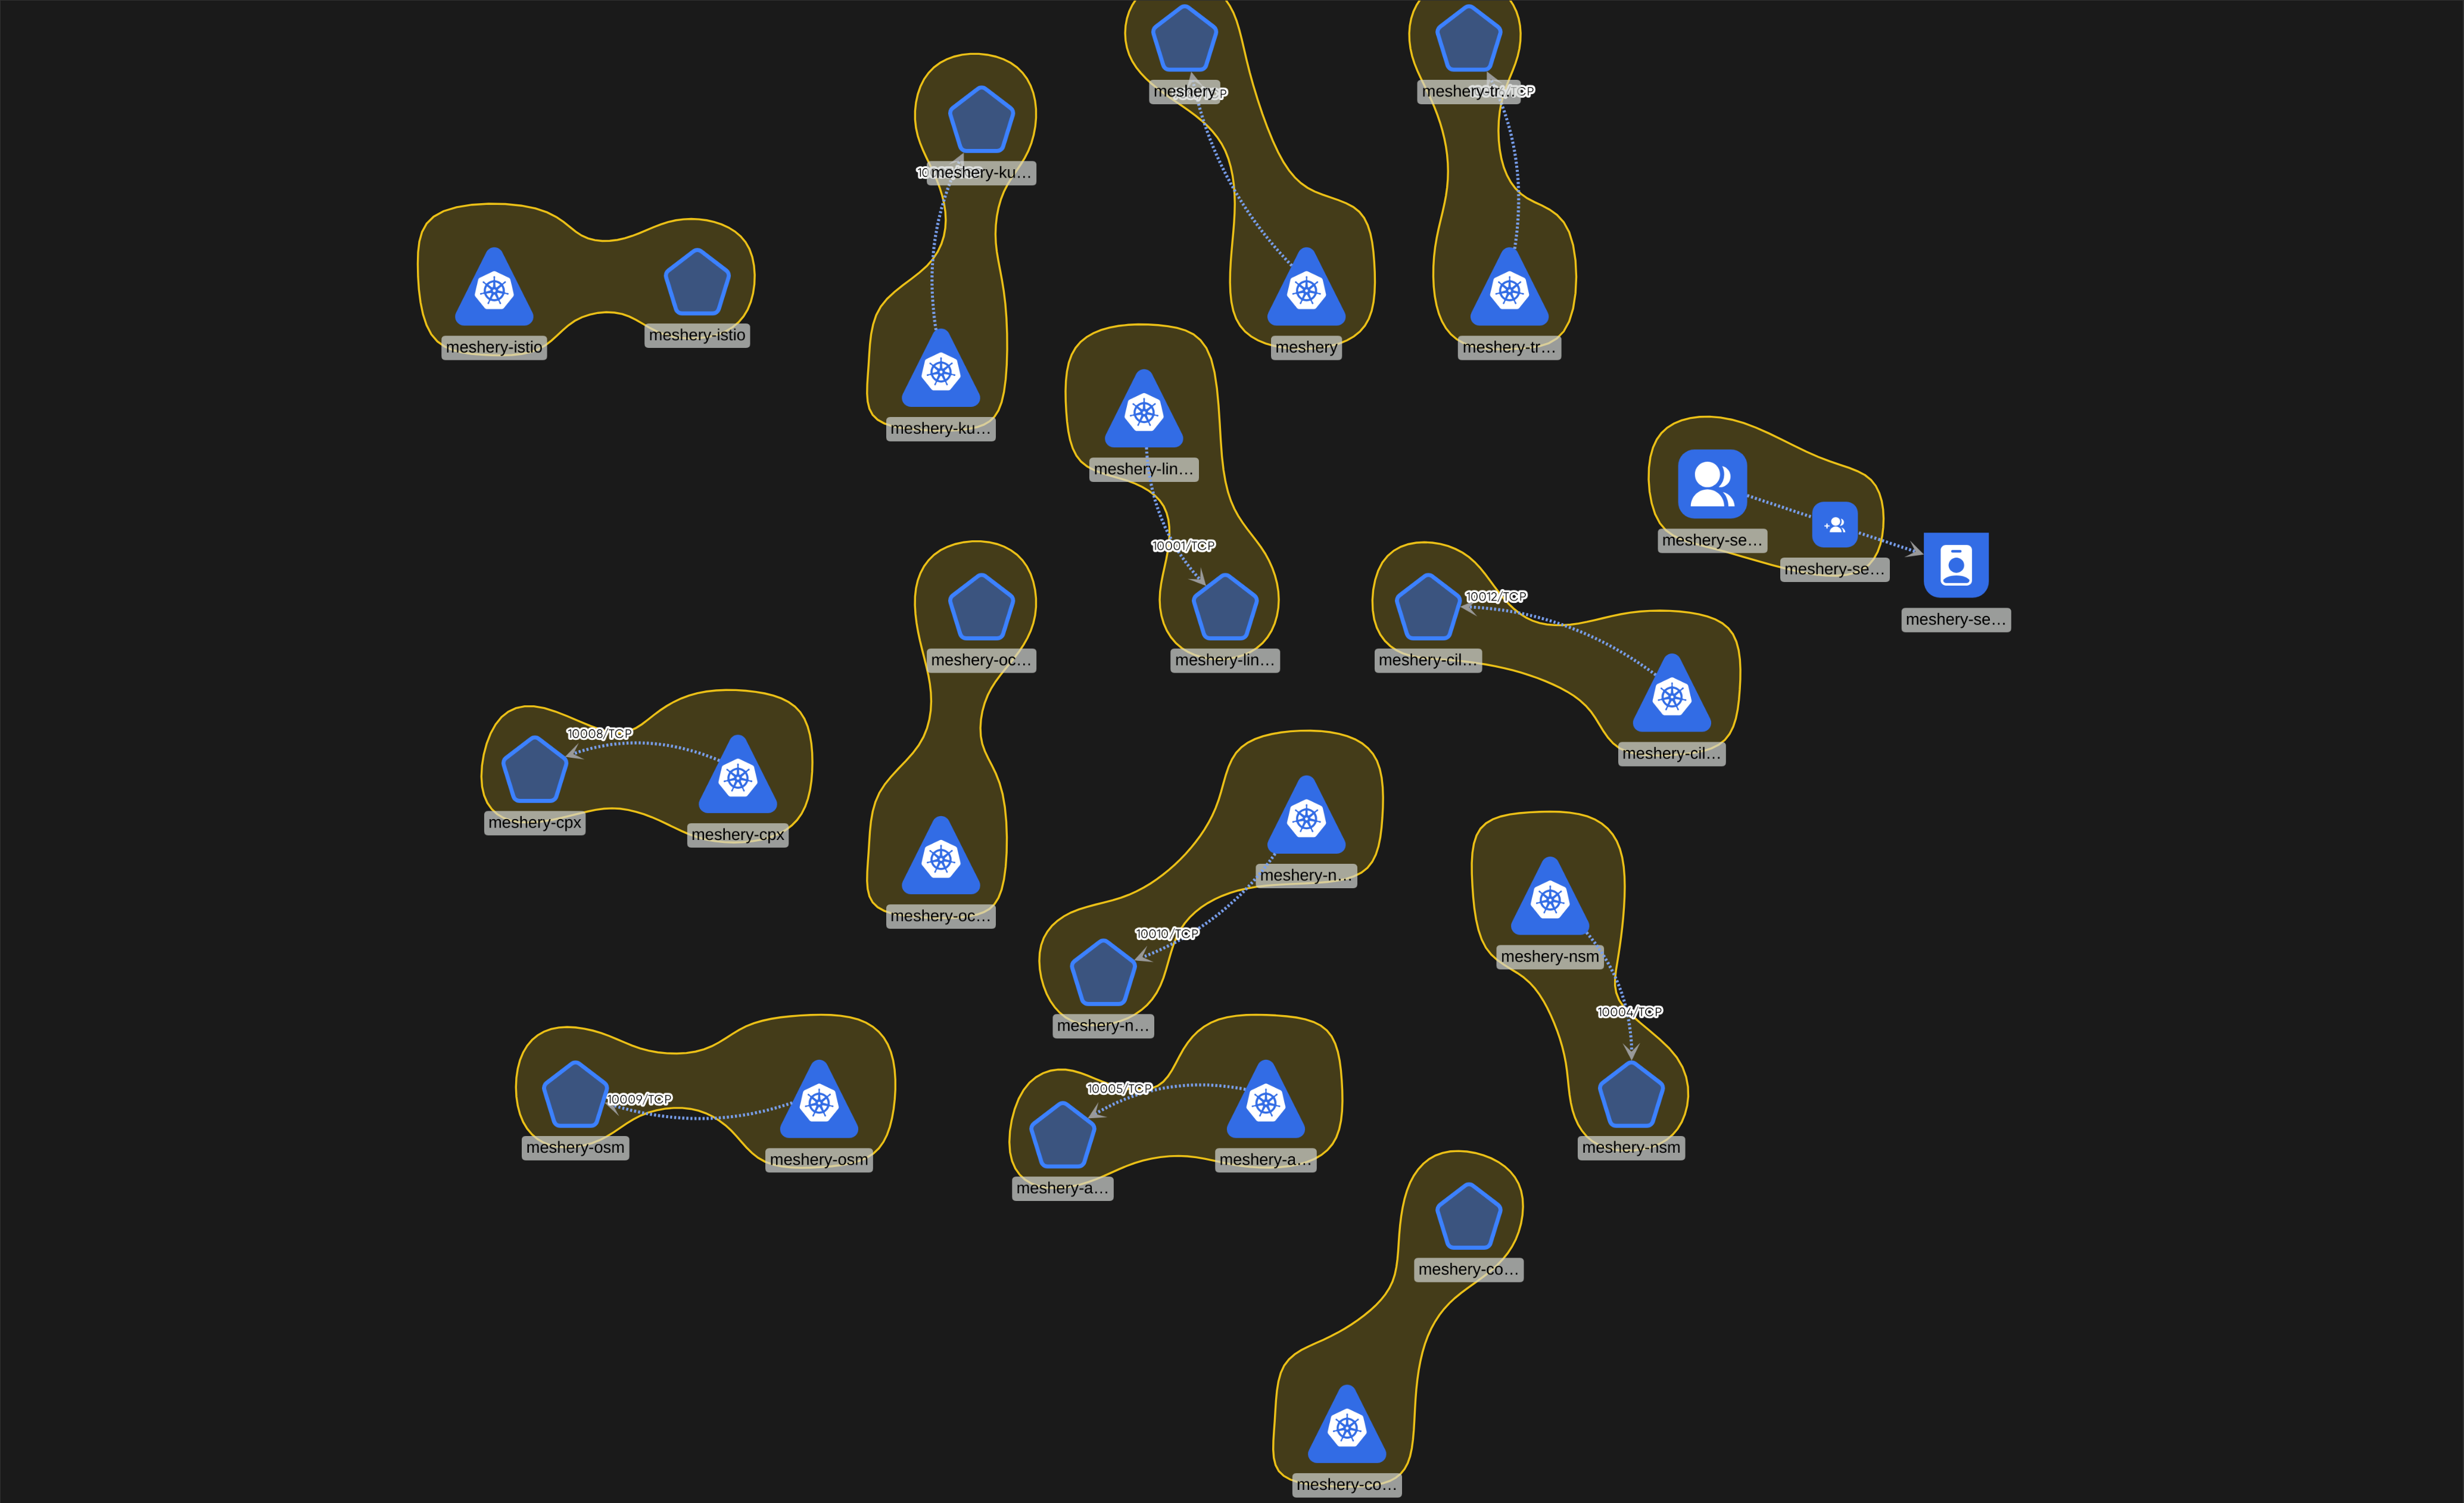 meshery
meshery-tr…
meshery-ku…
meshery-istio
meshery-istio
meshery
meshery-tr…
meshery-ku…
meshery-lin…
10001/TCP
meshery-lin…
meshery-se…
meshery-se…
meshery-se…
10012/TCP
meshery-cil…
meshery-cil…
meshery-oc…
meshery-oc…
10008/TCP
meshery-cpx
meshery-cpx
meshery-n…
10010/TCP
meshery-n…
meshery-nsm
10004/TCP
meshery-nsm
10009/TCP
meshery-osm
meshery-osm
10005/TCP
meshery-a…
meshery-a…
meshery-co…
meshery-co…